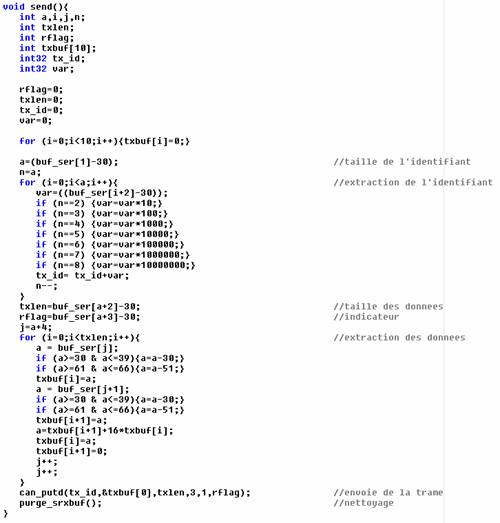 void send(){
int a,i,j,n;
int txlen;
int rflag;
int txbuf[10];
int32 tx_id;
int32 var;
rflag=0;
txlen=0;
tx_id=0;
var=0;
for (i=0;i<10;i++){txbuf[i]=0;}
a=(buf_ser[1]-30); //taille de l'identifiant
n=a;
for (i=0;i<a;i++){ //extraction de l'identifiant
var=((buf_ser[i+2]-30));
if (n==2) {var=var*10;}
if (n==3) {var=var*100;}
if (n==4) {var=var*1000;}
if (n==5) {var=var*10000;}
if (n==6) {var=var*100000;}
if (n==7) {var=var*1000000;}
if (n==8) {var=var*10000000;}
tx_id= tx_id+var;
n--;
}
txlen=buf_ser[a+2]-30; //taille des donnees
rflag=buf_ser[a+3]-30; //indicateur
j=a+4;
for (i=0;i<txlen;i++){ //extraction des donnees
a = buf_ser[j];
if (a>=30 & a<=39){a=a-30;}
if (a>=61 & a<=66){a=a-51;}
txbuf[i]=a;
a = buf_ser[j+1];
if (a>=30 & a<=39){a=a-30;}
if (a>=61 & a<=66){a=a-51;}
txbuf[i+1]=a;
a=txbuf[i+1]+16*txbuf[i];
txbuf[i]=a;
txbuf[i+1]=0;
j++;
j++;
}
can_putd(tx_id,&txbuf[0],txlen,3,1,rflag); //envoie de la trame
purge_srxbuf(); //nettoyage
}